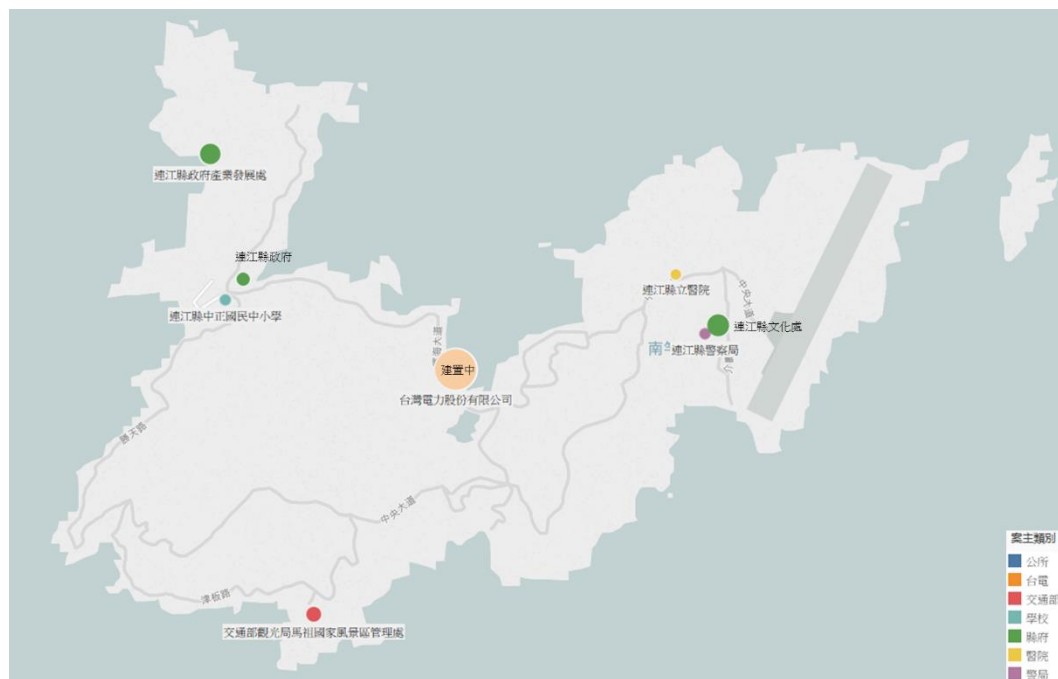 連江縣政府產業發展處
連江縣政府
連江縣中正國民中小學
連江縣立醫院
中央大道
連江縣文化處
連江縣警察局
南
建置中
台灣電力股份有限公司
勝天路
中央大道
津板路
交通部觀光局馬祖國家風景區管理處
案主類別
公所
台電
交通部
學校
縣府
醫院
警局